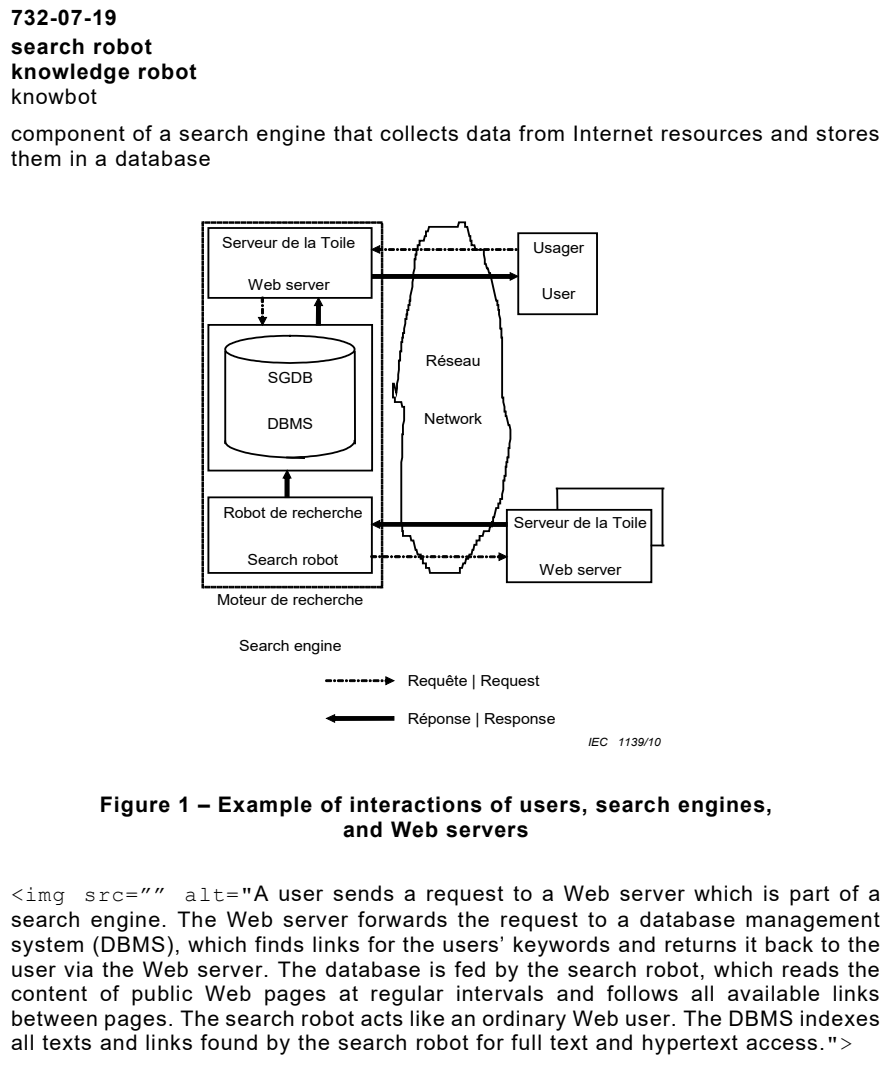 732-07-19
search robot
knowledge robot
knowbot
component of a search engine that collects data from Internet resources and stores
them in a database
Serveur de la Toile
Web server
Usager
User
SGDB
DBMS
Réseau
Network
Robot de recherche
Search robot
Serveur de la Toile
Web server
Moteur de recherche
Search engine
Requête | Request
Réponse | Response
IEC 1139/10
Figure 1 – Example of interactions of users, search engines,
and Web servers
<img src="" alt="A user sends a request to a Web server which is part of a
search engine. The Web server forwards the request to a database management
system (DBMS), which finds links for the users’ keywords and returns it back to the
user via the Web server. The database is fed by the search robot, which reads the
content of public Web pages at regular intervals and follows all available links
between pages. The search robot acts like an ordinary Web user. The DBMS indexes
all texts and links found by the search robot for full text and hypertext access.">